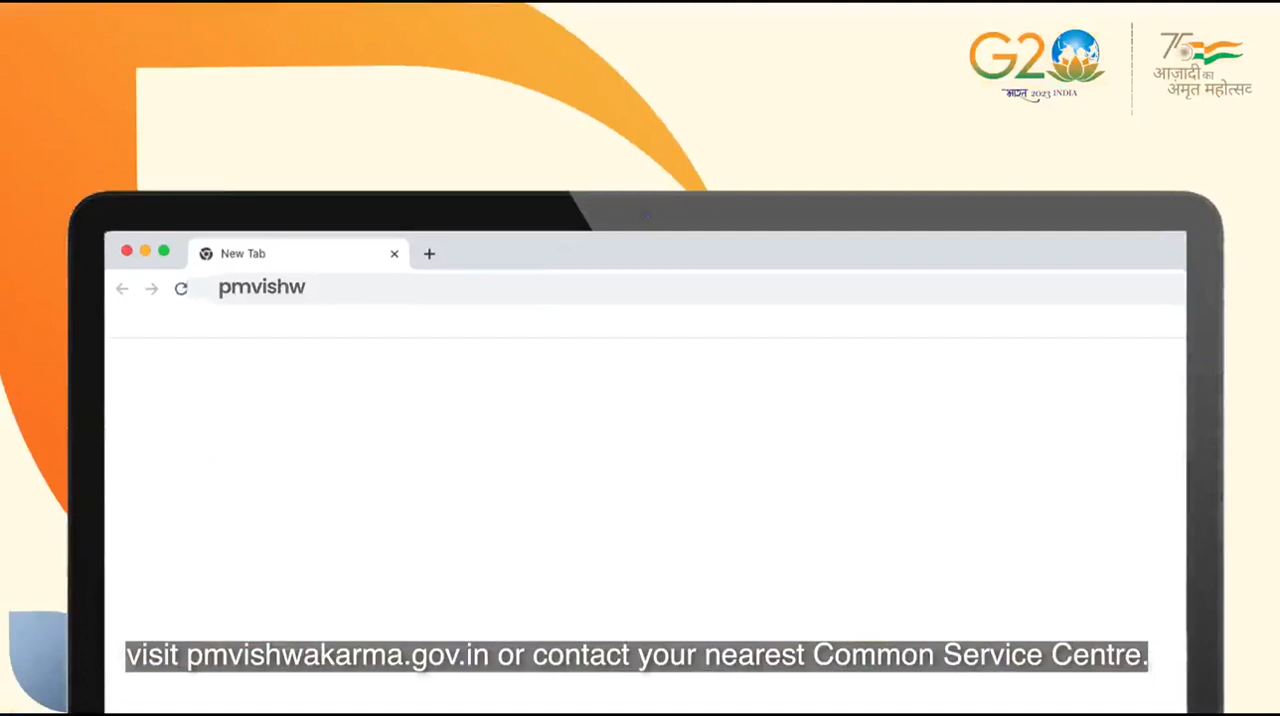 G20
भारत 2023 INDIA
75
आज़ादी का
अमृत महोत्सव
New Tab
pmvishw
visit pmvishwakarma.gov.in or contact your nearest Common Service Centre.